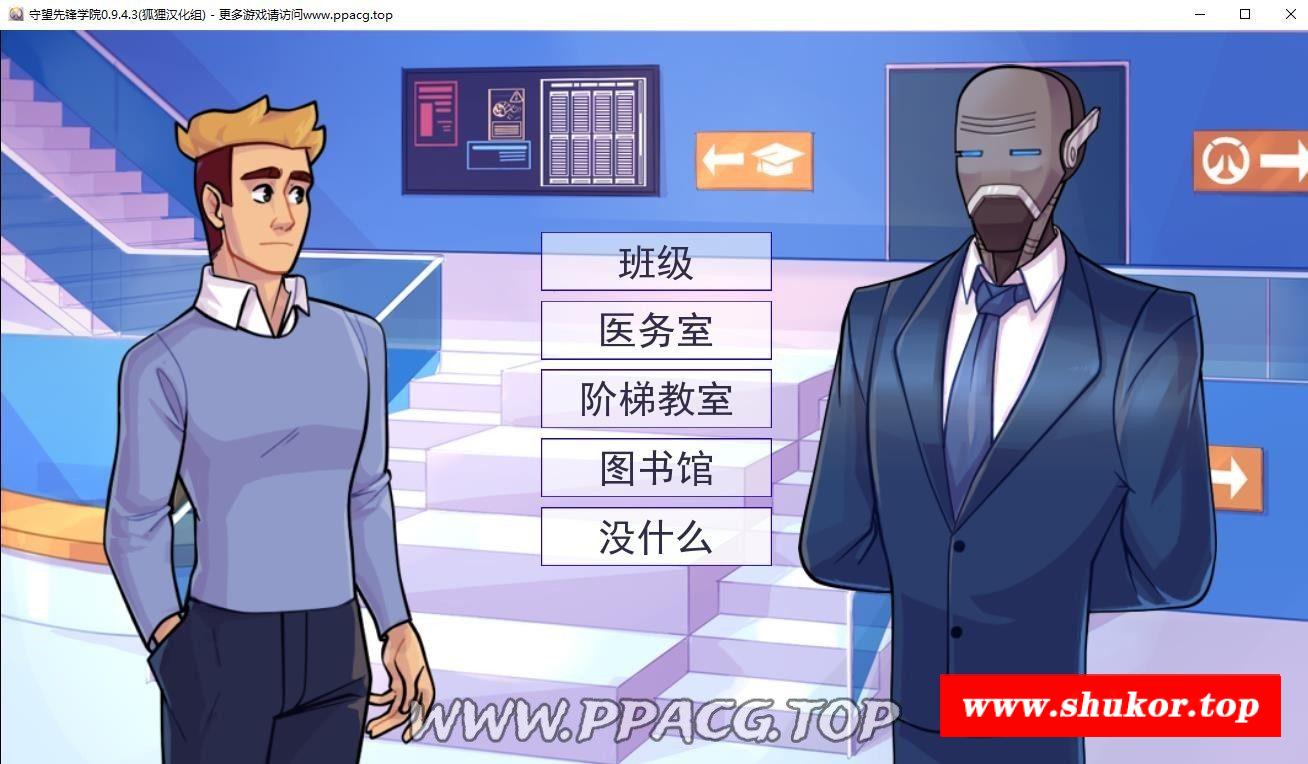 守望先锋学院0.9.4.3(狐狸汉化组) - 更多游戏请访问www.ppacg.top
班级
医务室
阶梯教室
图书馆
没什么
WWW.PPACG.TOP
www.shukor.top